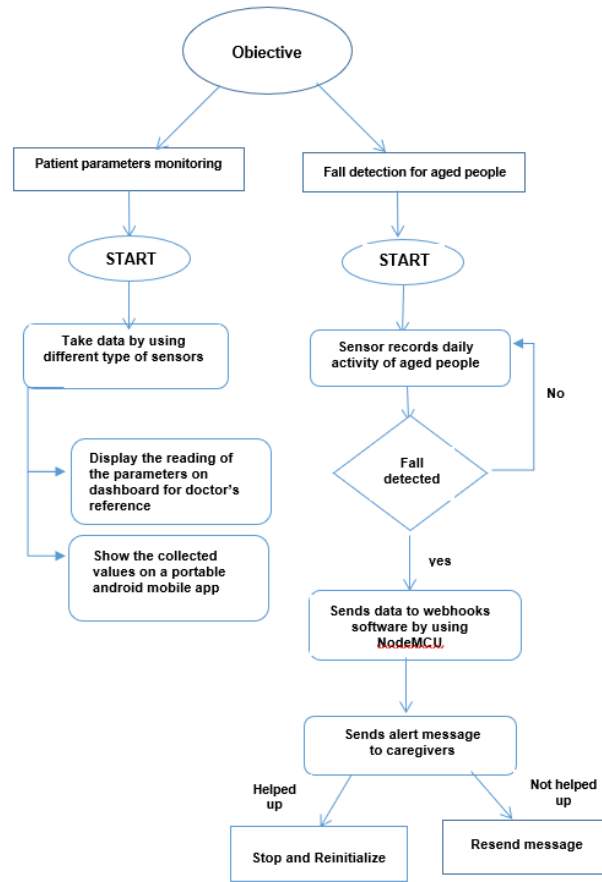 Obiective
Patient parameters monitoring
Fall detection for aged people
START
START
Take data by using
different type of sensors
Sensor records daily
activity of aged people
No
Display the reading of
the parameters on
dashboard for doctor's
reference
Fall
detected
Show the collected
values on a portable
android mobile app
yes
Sends data to webhooks
software by using
NodeMCU
Sends alert message
to caregivers
Helped
up
Not helped
up
Stop and Reinitialize
Resend message